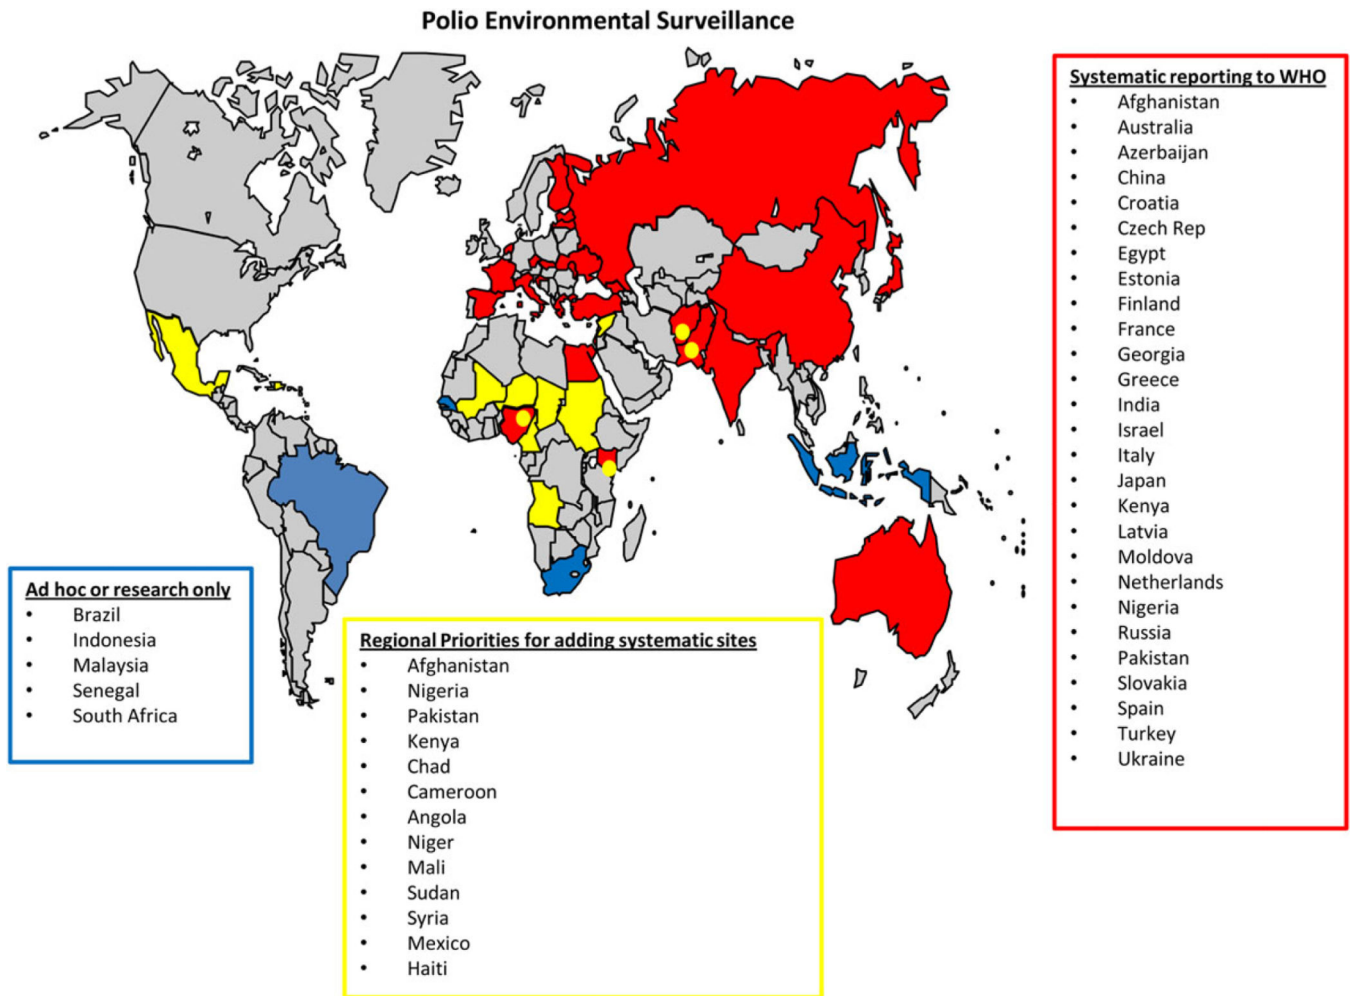 Polio Environmental Surveillance
Systematic reporting to WHO
• Afghanistan
• Australia
• Azerbaijan
• China
• Croatia
• Czech Rep
• Egypt
• Estonia
• Finland
• France
• Georgia
• Greece
• India
• Israel
• Italy
• Japan
• Kenya
• Latvia
• Moldova
• Netherlands
• Nigeria
• Russia
• Pakistan
• Slovakia
• Spain
• Turkey
• Ukraine
Ad hoc or research only
• Brazil
• Indonesia
• Malaysia
• Senegal
• South Africa
Regional Priorities for adding systematic sites
• Afghanistan
• Nigeria
• Pakistan
• Kenya
• Chad
• Cameroon
• Angola
• Niger
• Mali
• Sudan
• Syria
• Mexico
• Haiti